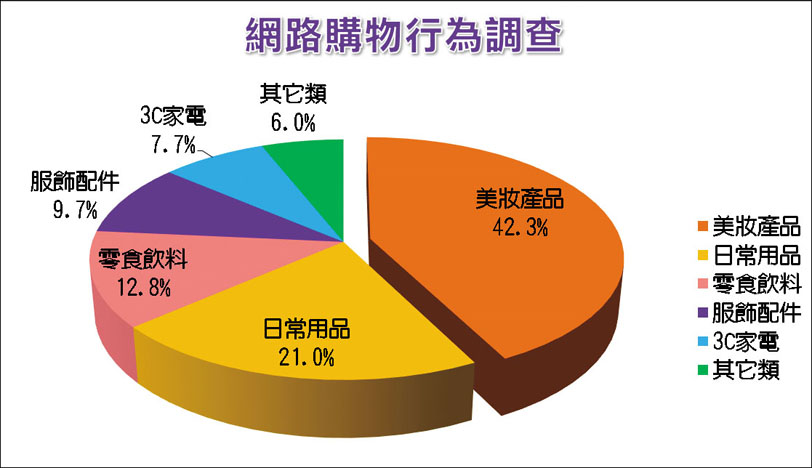 網路購物行為調查
其它類
6.0%
3C家電
7.7%
服飾配件
9.7%
零食飲料
12.8%
日常用品
21.0%
美妝產品
42.3%
美妝產品
日常用品
零食飲料
服飾配件
3C家電
其它類